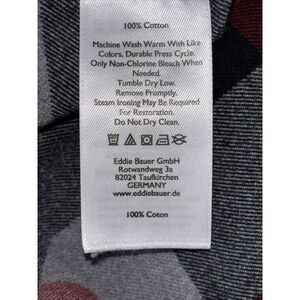 100% Cotton
Machine Wash Warm With Like
Colors, Durable Press Cycle.
Only Non-Chlorine Bleach When
Needed.
Tumble Dry Low.
Remove Promptly.
Steam Ironing May Be Required
For Restoration.
Do Not Dry Clean.
Eddie Bauer GmbH
Rotwandweg 3a
82024 Taufkirchen
GERMANY
www.eddiebauer.de
100% Coton